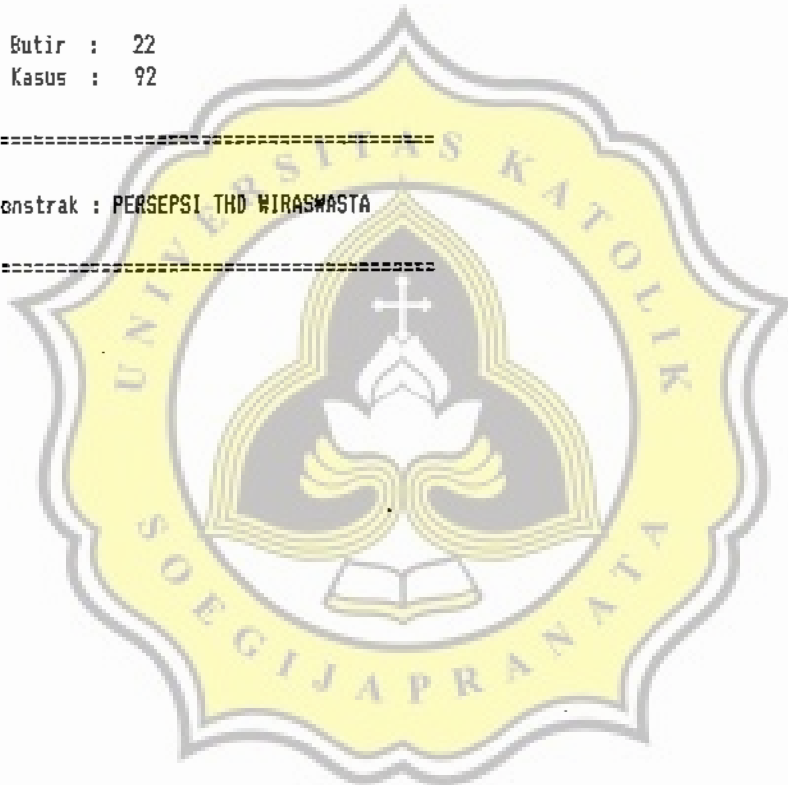 Butir : 22
Kasus : 92
=====================================
onstrak : PERSEPSI THD WIRASWASTA
=====================================
UNIVERSITAS KATOLIK
SOEGIJAPRANATA